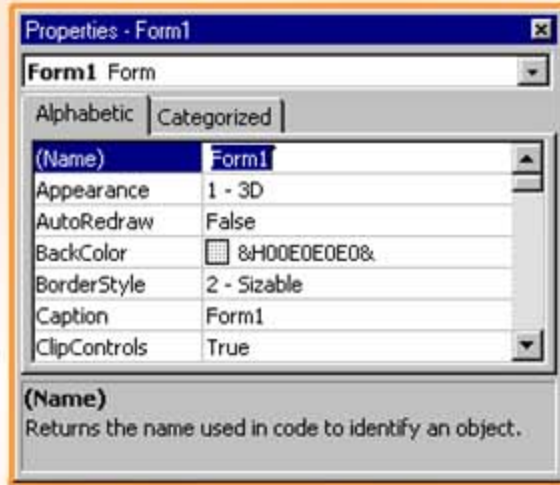 Properties - Form1
Form1 Form
Alphabetic Categorized
(Name) Form1
Appearance 1 - 3D
AutoRedraw False
BackColor &H00E0E0E0&
BorderStyle 2 - Sizable
Caption Form1
ClipControls True
(Name)
Returns the name used in code to identify an object.